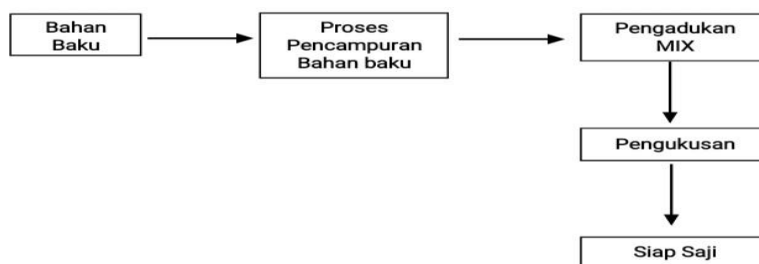 Bahan
Baku
Proses
Pencampuran
Bahan baku
Pengadukan
MIX
Pengukusan
Siap Saji